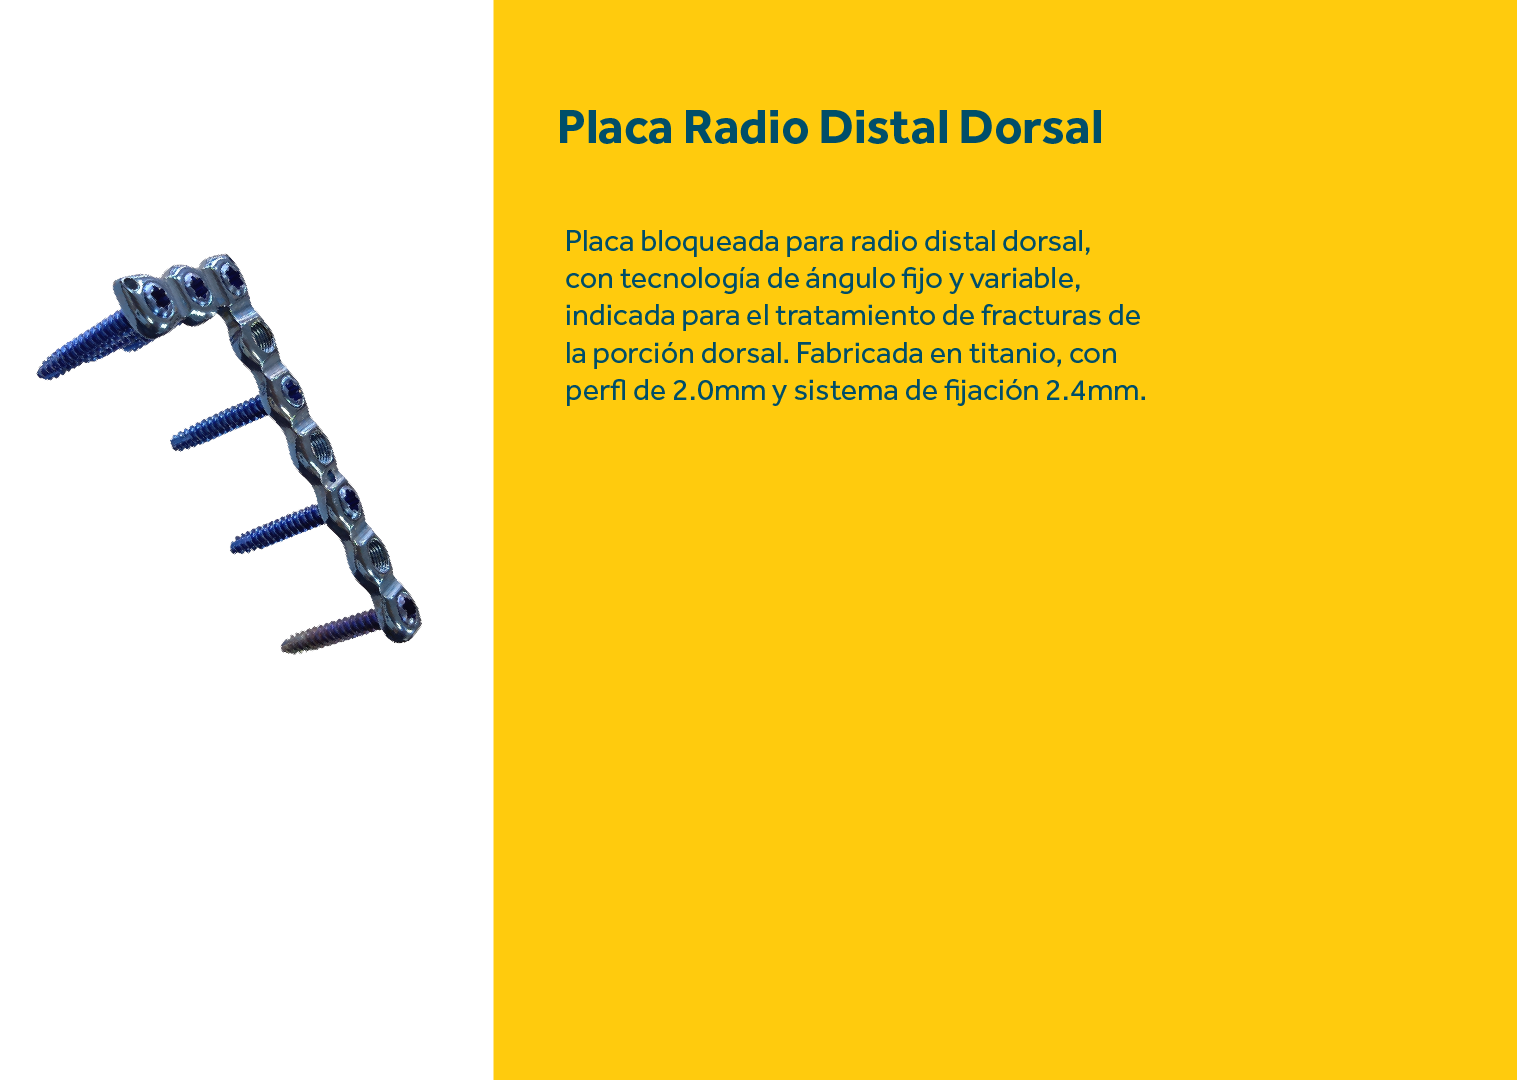 Placa Radio Distal Dorsal
Placa bloqueada para radio distal dorsal,
con tecnología de ángulo fijo y variable,
indicada para el tratamiento de fracturas de
la porción dorsal. Fabricada en titanio, con
perfl de 2.0mm y sistema de fijación 2.4mm.